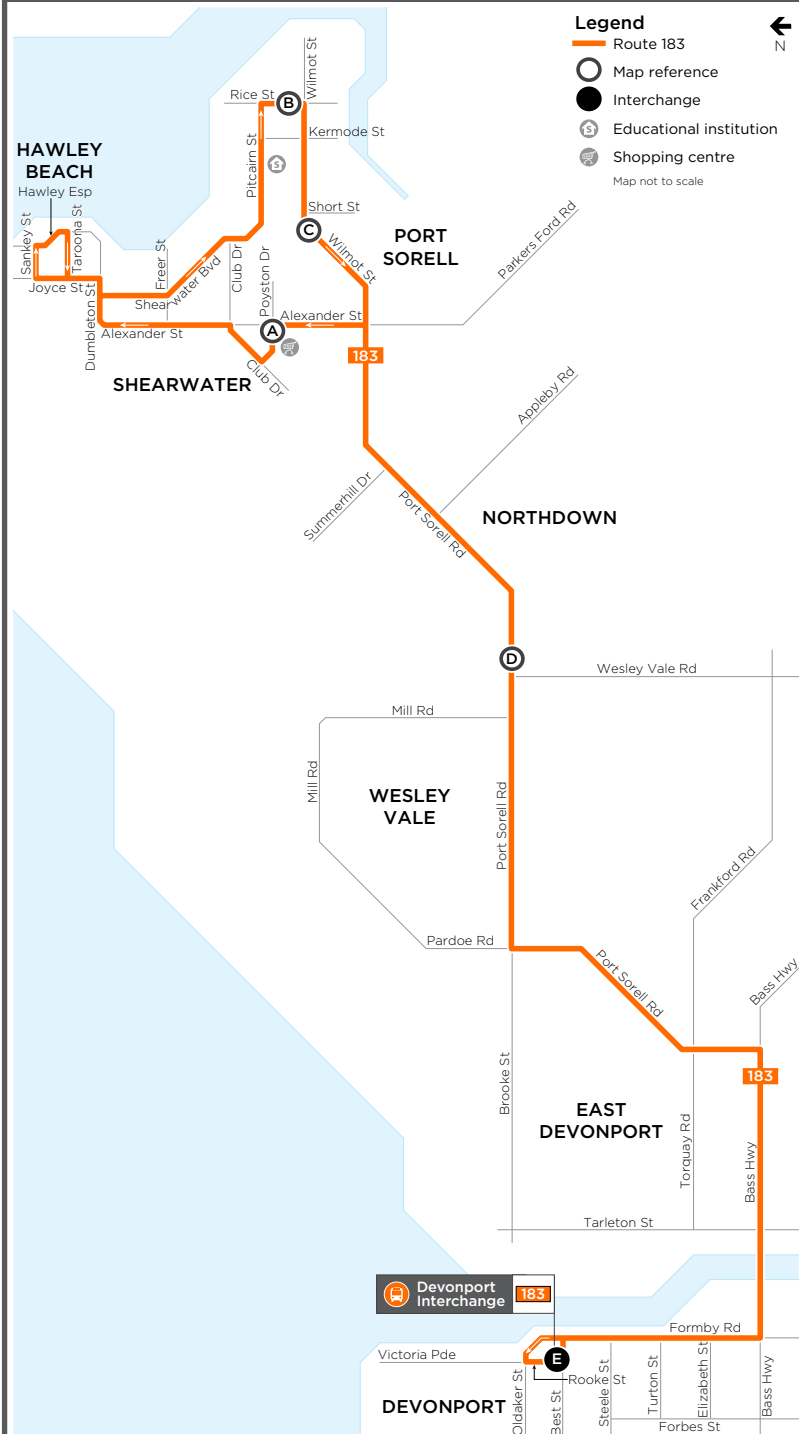 Legend
Route 183
Map reference
Interchange
Educational institution
Shopping centre
Map not to scale
N
Rice St
B
Wilmot St
Kermode St
Pitcairn St
S
HAWLEY
BEACH
Hawley Esp
Sankey St
Taroona St
Short St
C
Wilmot St
PORT
SORELL
Parkers Ford Rd
Freer St
Club Dr
Poyston Dr
Joyce St
Shearwater Bvd
Dumbleton St
Alexander St
A
Alexander St
183
Club Dr
SHEARWATER
Appleby Rd
Summerhill Dr
Port Sorell Rd
NORTHDOWN
D
Wesley Vale Rd
Mill Rd
Mill Rd
WESLEY
VALE
Port Sorell Rd
Frankford Rd
Pardoe Rd
Port Sorell Rd
Bass Hwy
Brooke St
183
EAST
DEVONPORT
Torquay Rd
Bass Hwy
Tarleton St
Devonport
Interchange
183
Formby Rd
Victoria Pde
E
Rooke St
DEVONPORT
Oldaker St
Best St
Steele St
Turton St
Elizabeth St
Bass Hwy
Forbes St
S